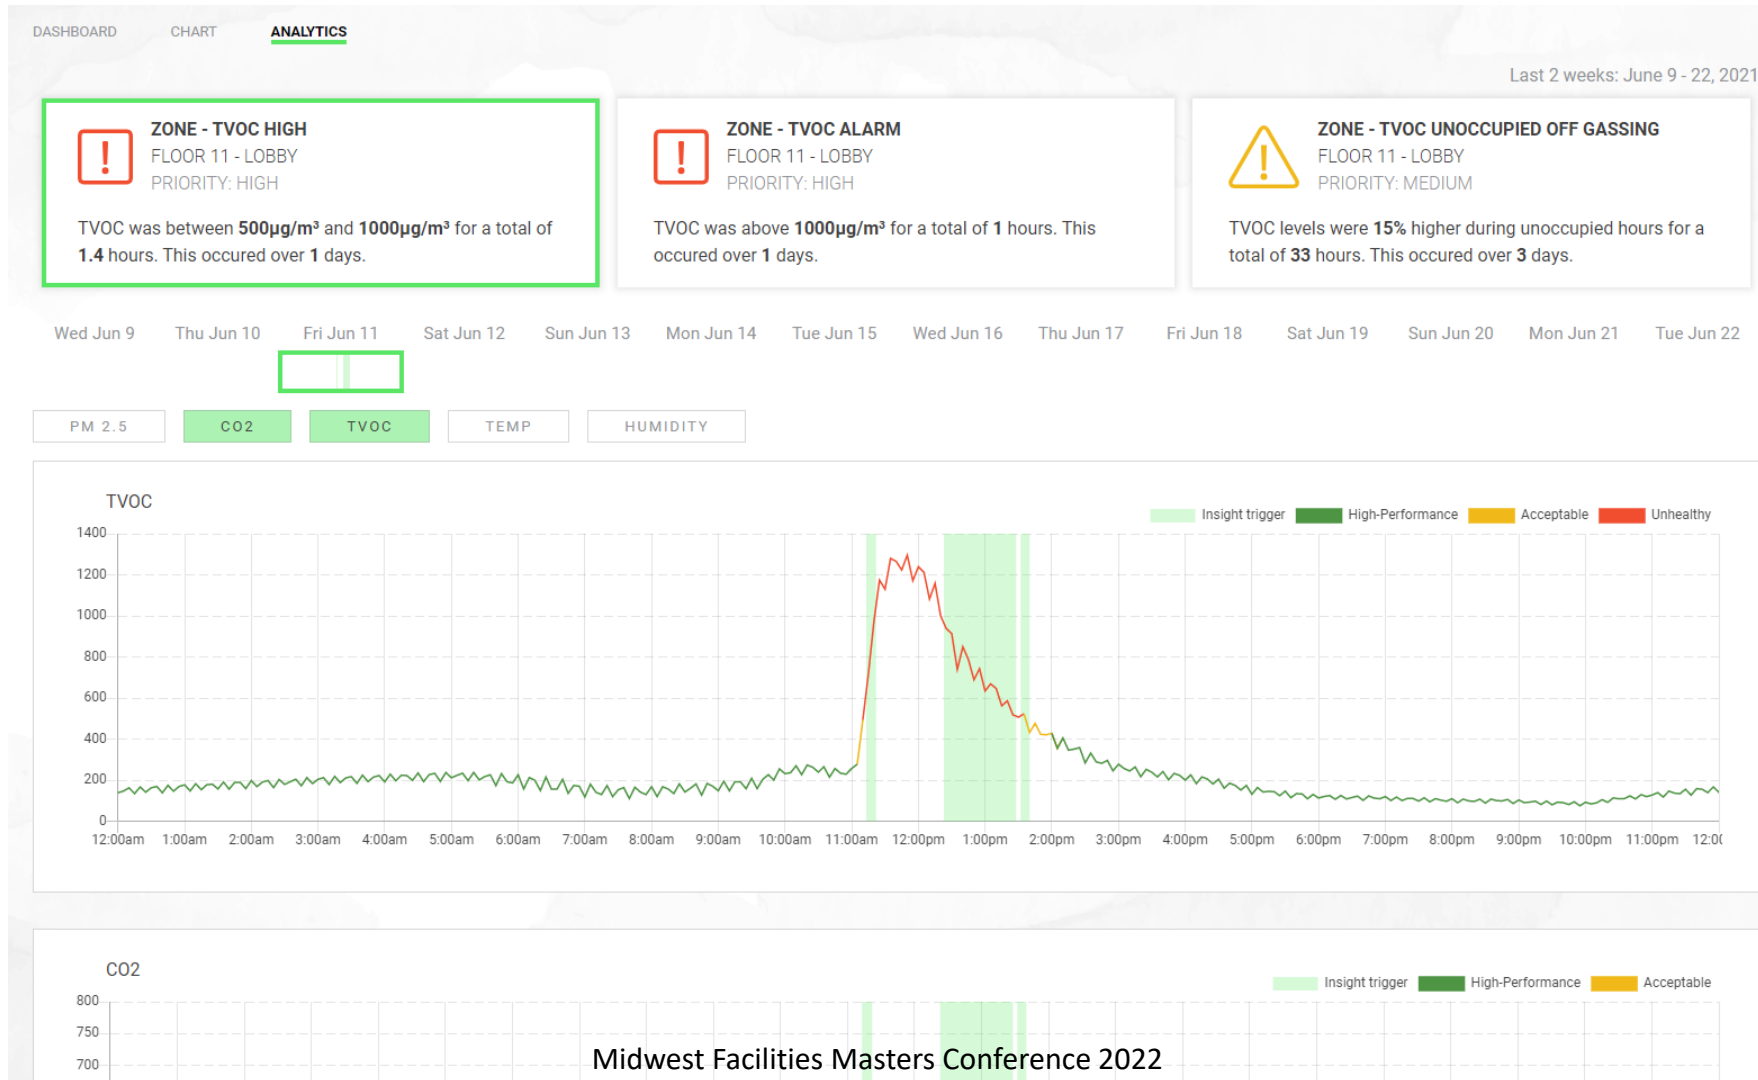 DASHBOARD CHART ANALYTICS
Last 2 weeks: June 9 - 22, 2021
ZONE - TVOC HIGH
FLOOR 11 - LOBBY
PRIORITY: HIGH
TVOC was between 500µg/m³ and 1000µg/m³ for a total of
1.4 hours. This occured over 1 days.
ZONE - TVOC ALARM
FLOOR 11 - LOBBY
PRIORITY: HIGH
TVOC was above 1000µg/m³ for a total of 1 hours. This
occured over 1 days.
ZONE - TVOC UNOCCUPIED OFF GASSING
FLOOR 11 - LOBBY
PRIORITY: MEDIUM
TVOC levels were 15% higher during unoccupied hours for a
total of 33 hours. This occured over 3 days.
Wed Jun 9 Thu Jun 10 Fri Jun 11 Sat Jun 12 Sun Jun 13 Mon Jun 14 Tue Jun 15 Wed Jun 16 Thu Jun 17 Fri Jun 18 Sat Jun 19 Sun Jun 20 Mon Jun 21 Tue Jun 22
PM 2.5 CO2 TVOC TEMP HUMIDITY
TVOC
Insight trigger High-Performance Acceptable Unhealthy
1400
1200
1000
800
600
400
200
0
12:00am 1:00am 2:00am 3:00am 4:00am 5:00am 6:00am 7:00am 8:00am 9:00am 10:00am 11:00am 12:00pm 1:00pm 2:00pm 3:00pm 4:00pm 5:00pm 6:00pm 7:00pm 8:00pm 9:00pm 10:00pm 11:00pm 12:0
CO2
Insight trigger High-Performance Acceptable
800
750
700
Midwest Facilities Masters Conference 2022